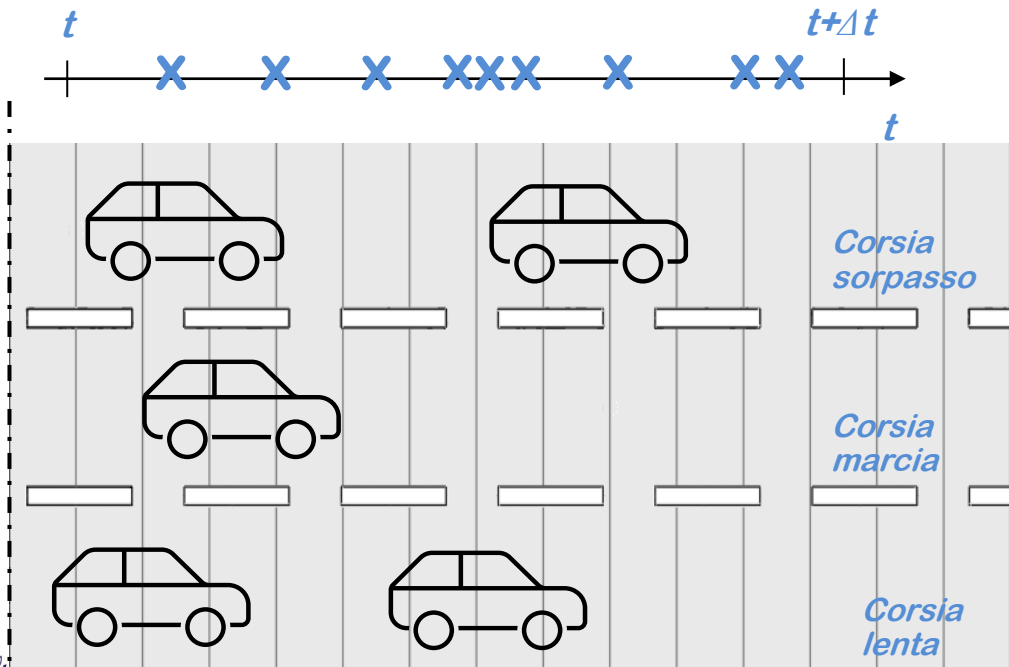 t
t+Δt
t
Corsia
sorpasso
Corsia
marcia
Corsia
lenta